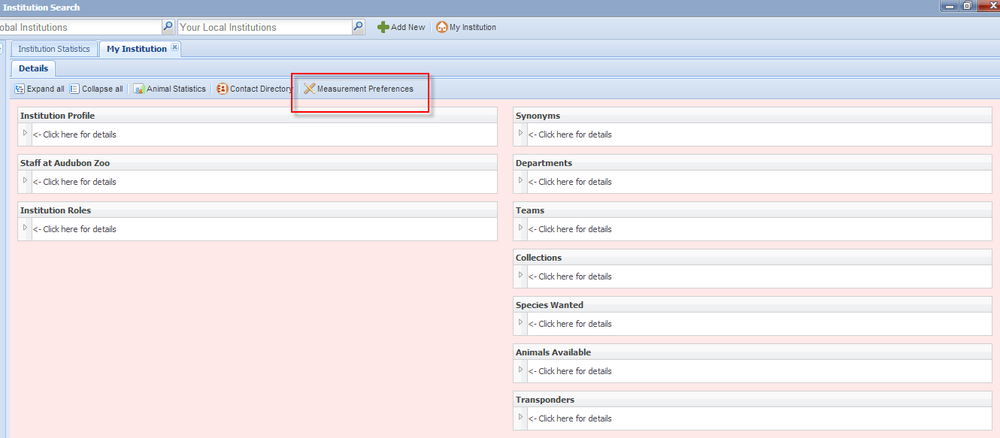 Institution Search
obal Institutions Your Local Institutions Add New My Institution
Institution Statistics My Institution
Details
Expand all Collapse all Animal Statistics Contact Directory Measurement Preferences
Institution Profile
<- Click here for details
Staff at Audubon Zoo
<- Click here for details
Institution Roles
<- Click here for details
Synonyms
<- Click here for details
Departments
<- Click here for details
Teams
<- Click here for details
Collections
<- Click here for details
Species Wanted
<- Click here for details
Animals Available
<- Click here for details
Transponders
<- Click here for details